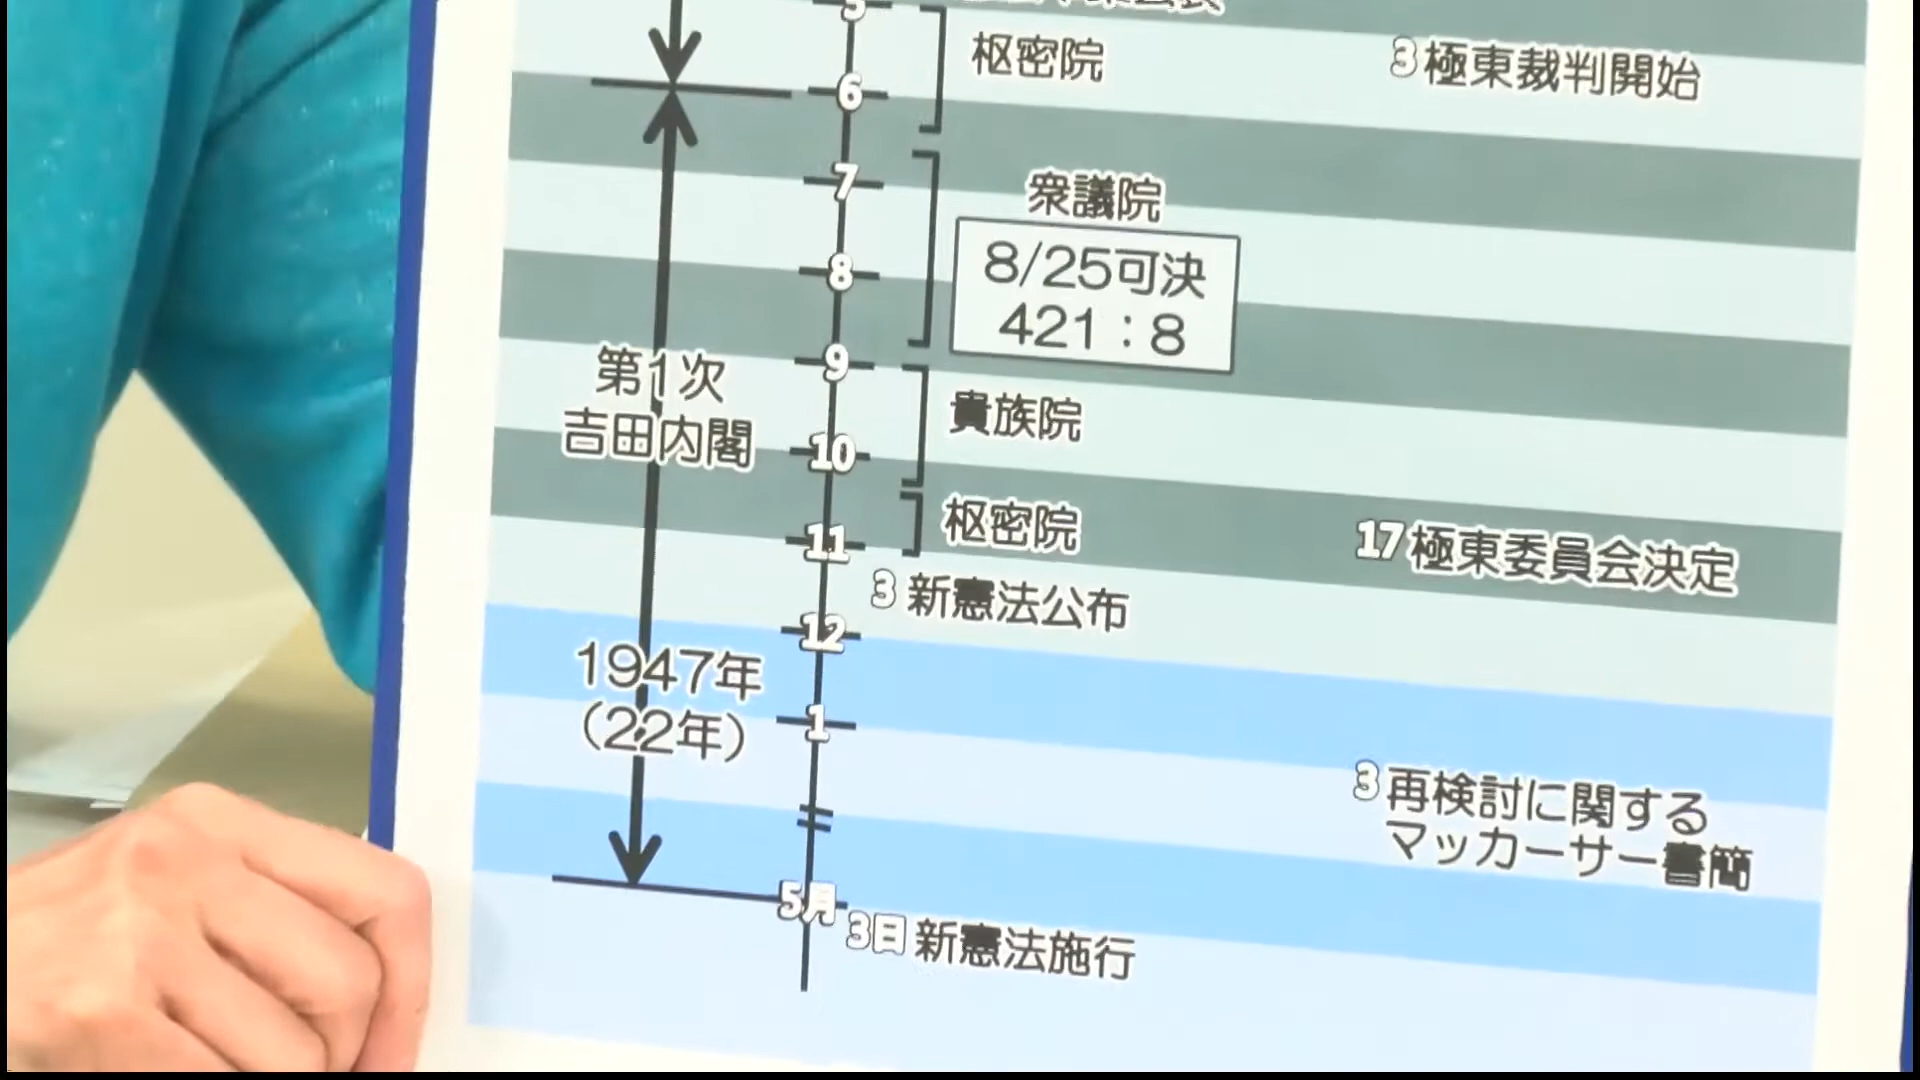 5
枢密院
3 極東裁判開始
6
7
衆議院
8/25可決
421：8
8
9
第1次
吉田内閣
貴族院
10
枢密院
17 極東委員会決定
11
3 新憲法公布
12
1947年
（22年）
1
3 再検討に関する
マッカーサー書簡
5月
3日 新憲法施行